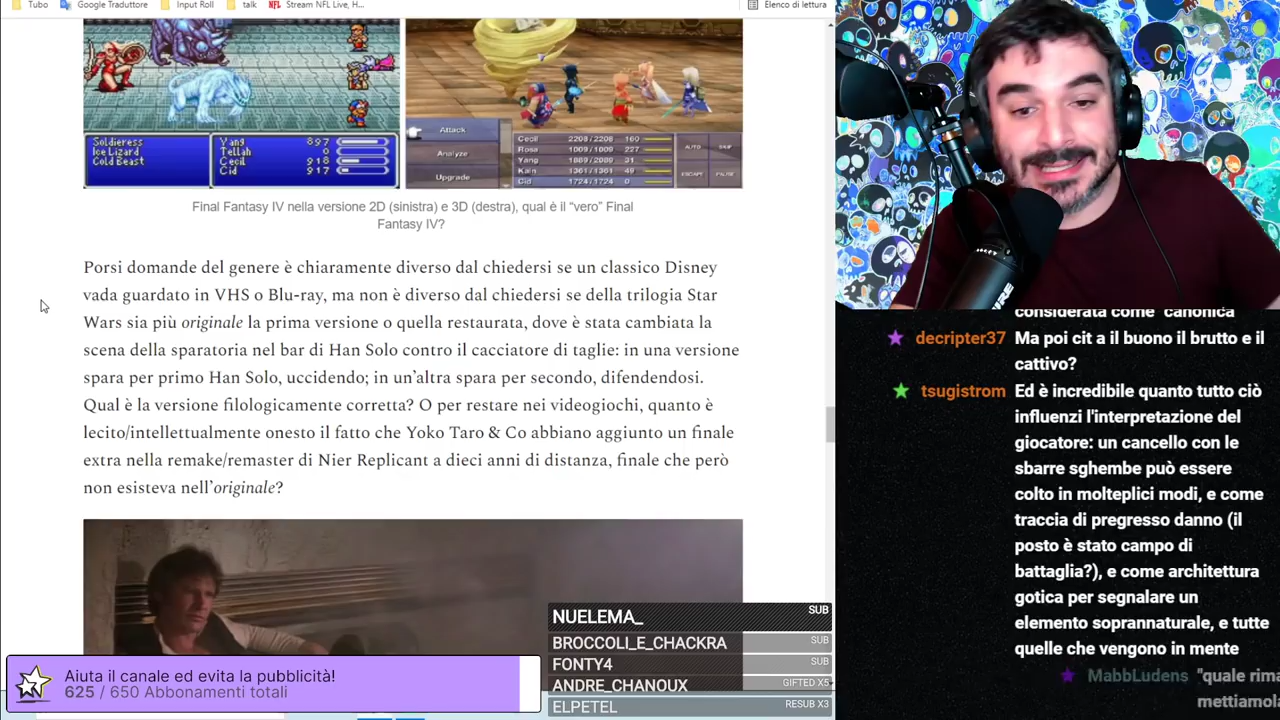 Tubo
Google Traduttore
Input Roll
talk
Stream NFL Live, H...
Elenco di lettura
Soldieress
Ice Lizard
Cold Beast
Yang 897
Tellah 0
Cecil 918
Cid 917
Attack
Analyze
Upgrade
Cecil 2208/2208 160
Rosa 1009/1009 227
Yang 1889/2089 31
Kain 1361/1361 49
Cid 1724/1724 0
AUTO
ESCAPE
PAUSE
Final Fantasy IV nella versione 2D (sinistra) e 3D (destra), qual è il “vero” Final
Fantasy IV?
Porsi domande del genere è chiaramente diverso dal chiedersi se un classico Disney
vada guardato in VHS o Blu-ray, ma non è diverso dal chiedersi se della trilogia Star
Wars sia più originale la prima versione o quella restaurata, dove è stata cambiata la
scena della sparatoria nel bar di Han Solo contro il cacciatore di taglie: in una versione
spara per primo Han Solo, uccidendo; in un’altra spara per secondo, difendendosi.
Qual è la versione filologicamente corretta? O per restare nei videogiochi, quanto è
lecito/intellettualmente onesto il fatto che Yoko Taro & Co abbiano aggiunto un finale
extra nella remake/remaster di Nier Replicant a dieci anni di distanza, finale che però
non esisteva nell’originale?
NUELEMA_ SUB
BROCCOLI_E_CHACKRA SUB
FONTY4 SUB
ANDRE_CHANOUX GIFTED X5
ELPETEL RESUB X3
Aiuta il canale ed evita la pubblicità!
625 / 650 Abbonamenti totali
considerata come "canonica
decripter37 Ma poi cit a il buono il brutto e il
cattivo?
tsugistrom Ed è incredibile quanto tutto ciò
influenzi l'interpretazione del
giocatore: un cancello con le
sbarre sghembe può essere
colto in molteplici modi, e come
traccia di pregresso danno (il
posto è stato campo di
battaglia?), e come architettura
gotica per segnalare un
elemento soprannaturale, e tutte
quelle che vengono in mente
MabbLudens "quale rima
mettiamola